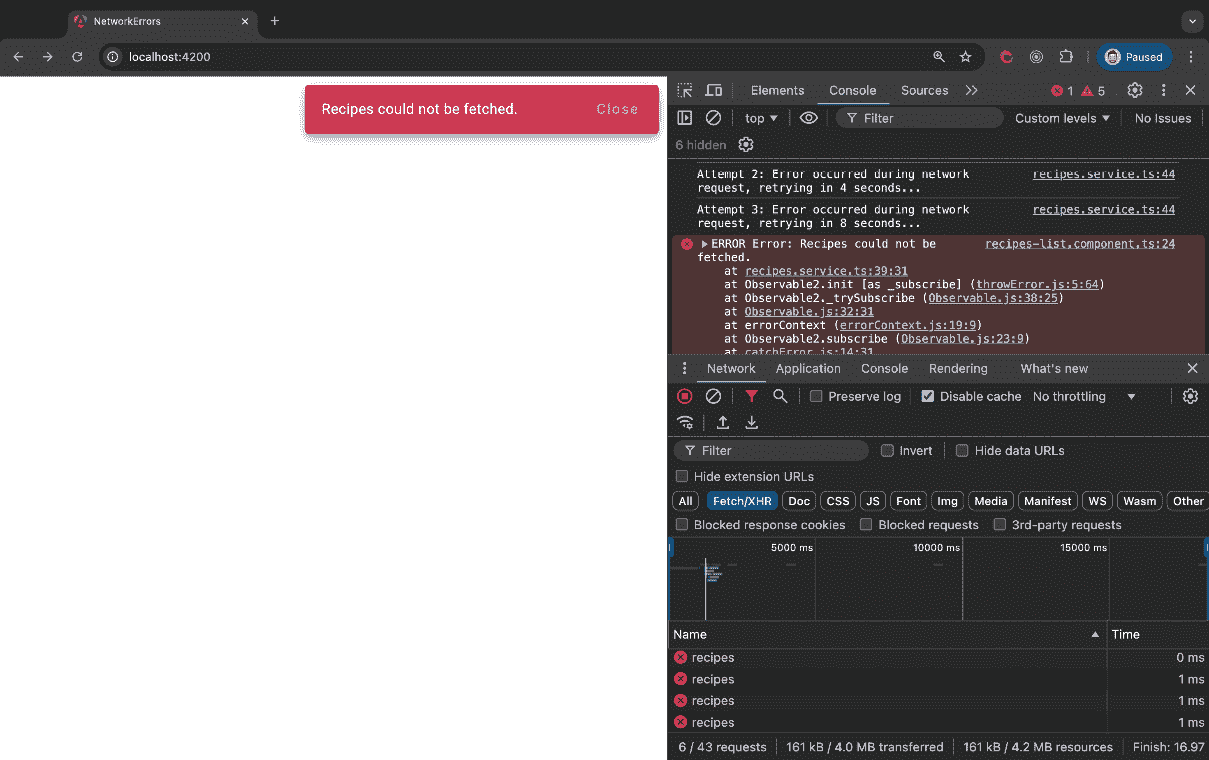 NetworkErrors
localhost:4200
Paused
Recipes could not be fetched.
Close
Elements Console Sources 1 5
top Filter Custom levels No Issues
6 hidden
Attempt 2: Error occurred during network recipes.service.ts:44
request, retrying in 4 seconds...
Attempt 3: Error occurred during network recipes.service.ts:44
request, retrying in 8 seconds...
ERROR Error: Recipes could not be recipes-list.component.ts:24
fetched.
at recipes.service.ts:39:31
at Observable2.init [as _subscribe] (throwError.js:5:64)
at Observable2._trySubscribe (Observable.js:38:25)
at Observable.js:32:31
at errorContext (errorContext.js:19:9)
at Observable2.subscribe (Observable.js:23:9)
at catchError.js:14:31
Network Application Console Rendering What's new
Preserve log Disable cache No throttling
Filter Invert Hide data URLs
Hide extension URLs
All Fetch/XHR Doc CSS JS Font Img Media Manifest WS Wasm Other
Blocked response cookies Blocked requests 3rd-party requests
5000 ms 10000 ms 15000 ms
Name Time
recipes 0 ms
recipes 1 ms
recipes 1 ms
recipes 1 ms
6 / 43 requests 161 kB / 4.0 MB transferred 161 kB / 4.2 MB resources Finish: 16.97